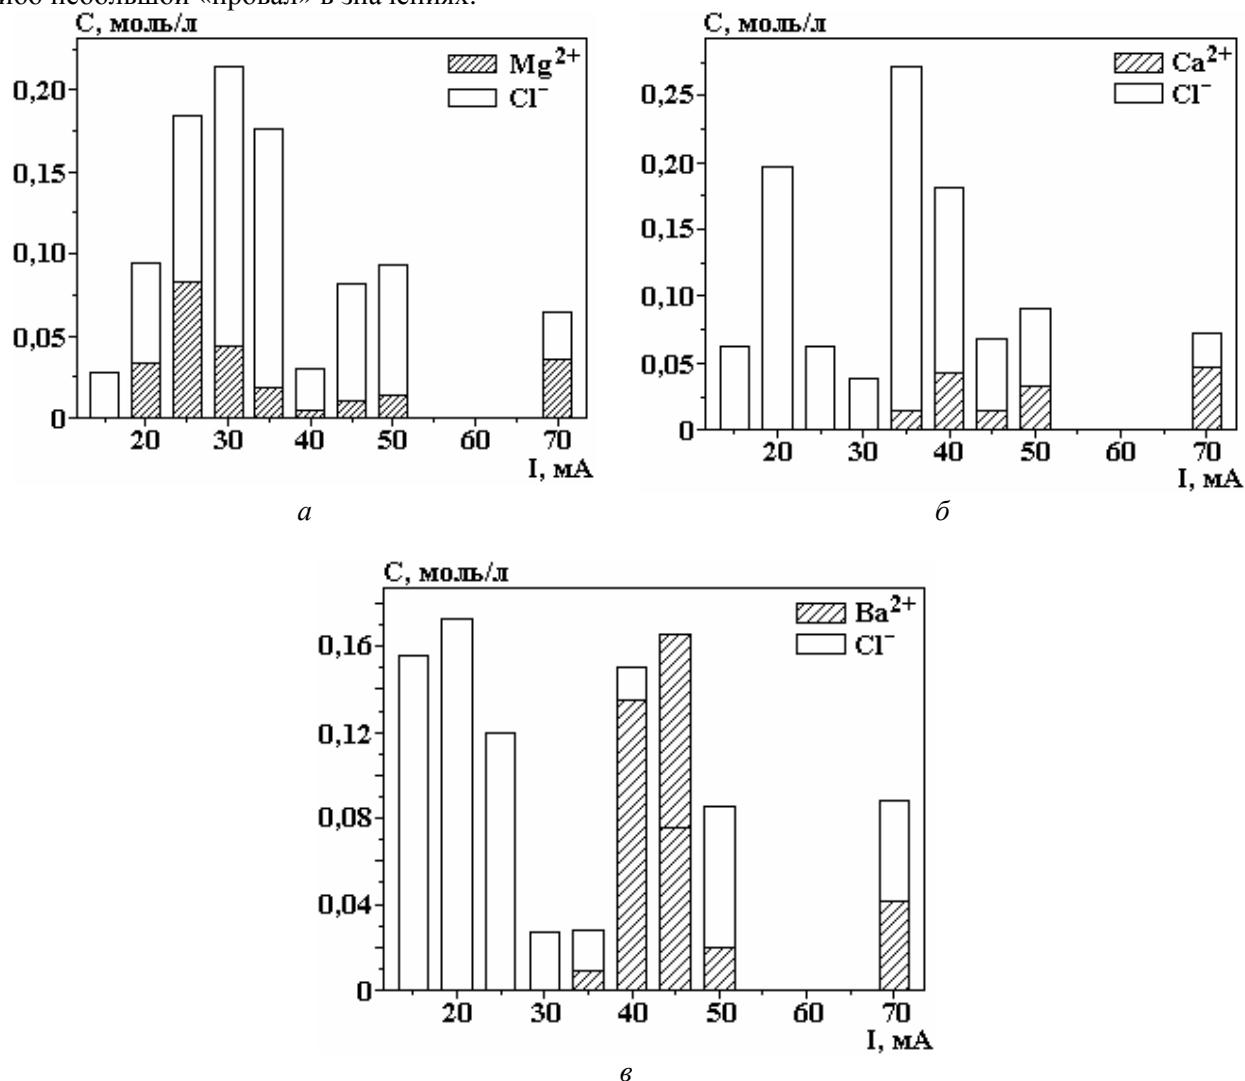 небольшой «провал» в значениях.
С, моль/л
Mg2+
Cl−
0,20
0,15
0,10
0,05
0
20 30 40 50 60 70
I, мА
а
С, моль/л
Ca2+
Cl−
0,25
0,20
0,15
0,10
0,05
0
20 30 40 50 60 70
I, мА
б
С, моль/л
Ba2+
Cl−
0,16
0,12
0,08
0,04
0
20 30 40 50 60 70
I, мА
в